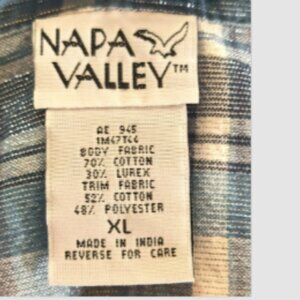 NAPA
VALLEY™
AE 945
1M47T44
BODY FABRIC
70% COTTON
30% LUREX
TRIM FABRIC
52% COTTON
48% POLYESTER
XL
MADE IN INDIA
REVERSE FOR CARE